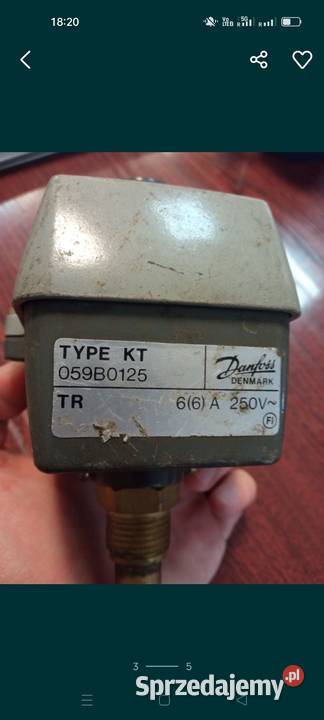 18:20
TYPE KT
059B0125
Danfoss
DENMARK
TR
6(6) A 250V~
FI
3
5
Sprzedajemy.pl